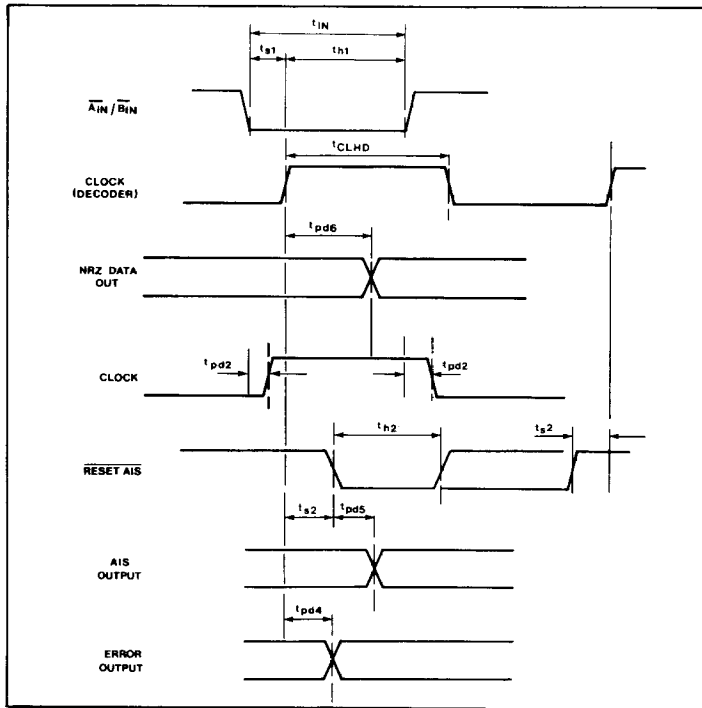 tIN
ts1
th1
AIN / BIN
tCLHD
CLOCK
(DECODER)
tpd6
NRZ DATA
OUT
tpd2
tpd2
CLOCK
th2
ts2
RESET AIS
ts2
tpd5
AIS
OUTPUT
tpd4
ERROR
OUTPUT